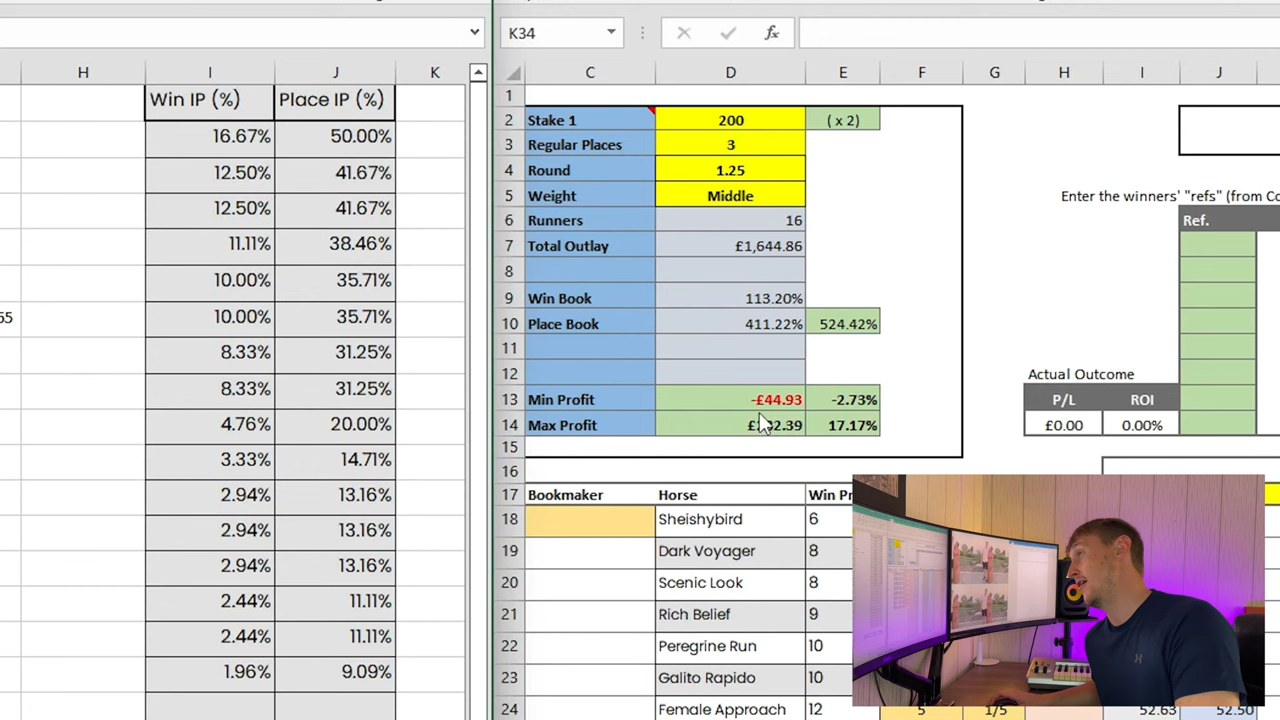 K34
H I J K
C D E F G H I J
Win IP (%) Place IP (%)
16.67% 50.00%
12.50% 41.67%
12.50% 41.67%
11.11% 38.46%
10.00% 35.71%
10.00% 35.71%
8.33% 31.25%
8.33% 31.25%
4.76% 20.00%
3.33% 14.71%
2.94% 13.16%
2.94% 13.16%
2.94% 13.16%
2.44% 11.11%
2.44% 11.11%
1.96% 9.09%
1
2 Stake 1 200 ( x 2)
3 Regular Places 3
4 Round 1.25
5 Weight Middle
6 Runners 16
7 Total Outlay £1,644.86
8
9 Win Book 113.20%
10 Place Book 411.22% 524.42%
11
12
13 Min Profit -£44.93 -2.73%
14 Max Profit 17.17%
15
16
Enter the winners' "refs" (from
Ref.
Actual Outcome
P/L ROI
£0.00 0.00%
17 Bookmaker Horse Win
18 Sheishybird 6
19 Dark Voyager 8
20 Scenic Look 8
21 Rich Belief 9
22 Peregrine Run 10
23 Galito Rapido 10
24 Female Approach 12 5 1/5 52.63 52.50